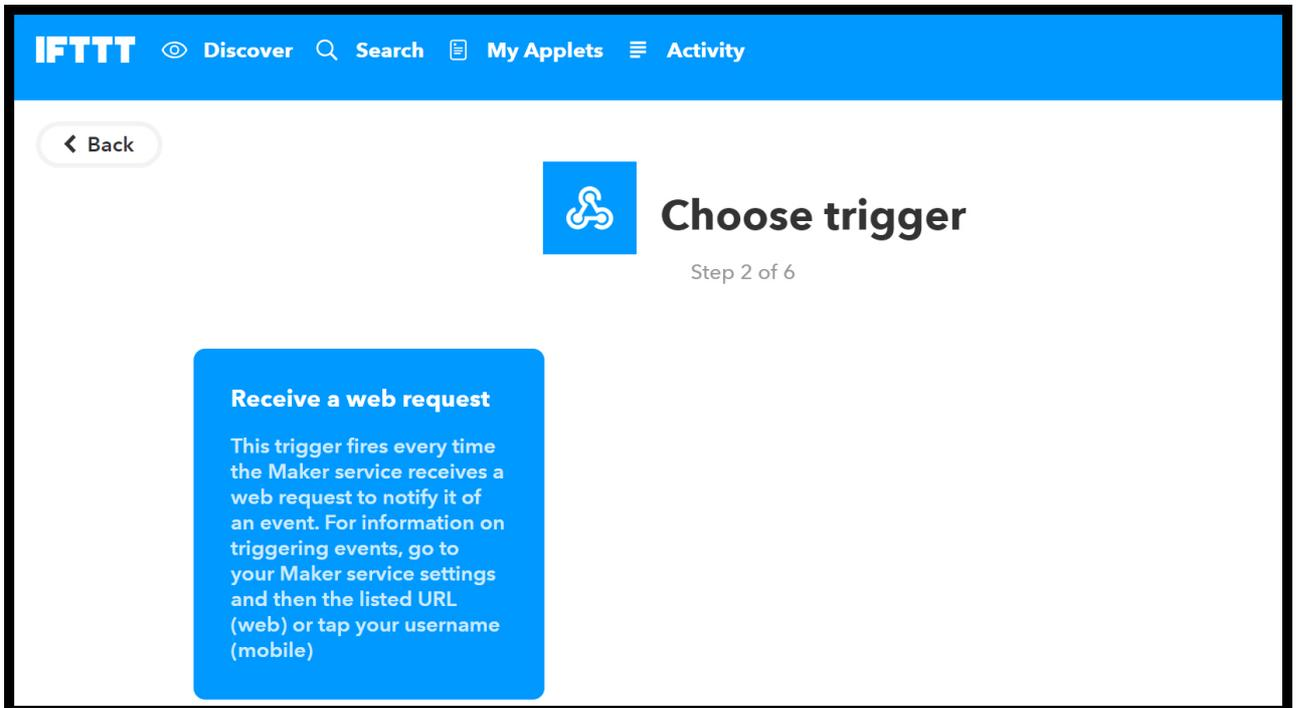 IFTTT Discover Search My Applets Activity
Back
Choose trigger
Step 2 of 6
Receive a web request
This trigger fires every time
the Maker service receives a
web request to notify it of
an event. For information on
triggering events, go to
your Maker service settings
and then the listed URL
(web) or tap your username
(mobile)